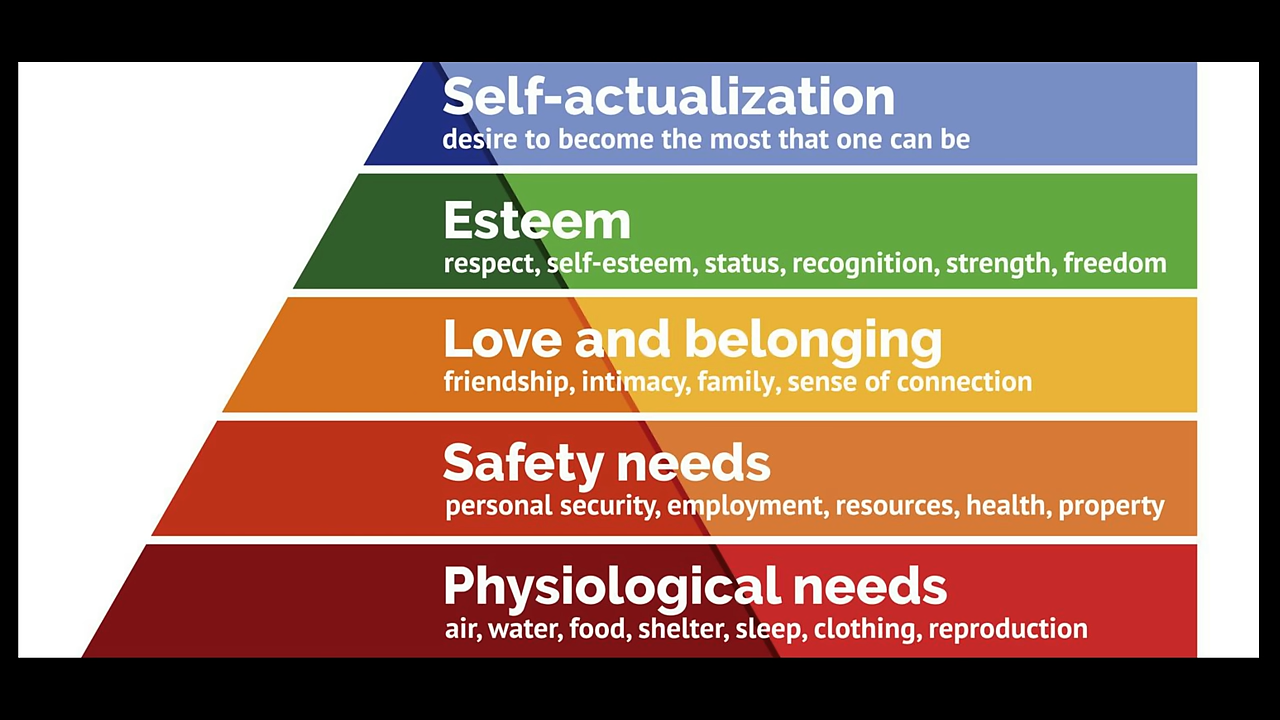 Self-actualization
desire to become the most that one can be
Esteem
respect, self-esteem, status, recognition, strength, freedom
Love and belonging
friendship, intimacy, family, sense of connection
Safety needs
personal security, employment, resources, health, property
Physiological needs
air, water, food, shelter, sleep, clothing, reproduction